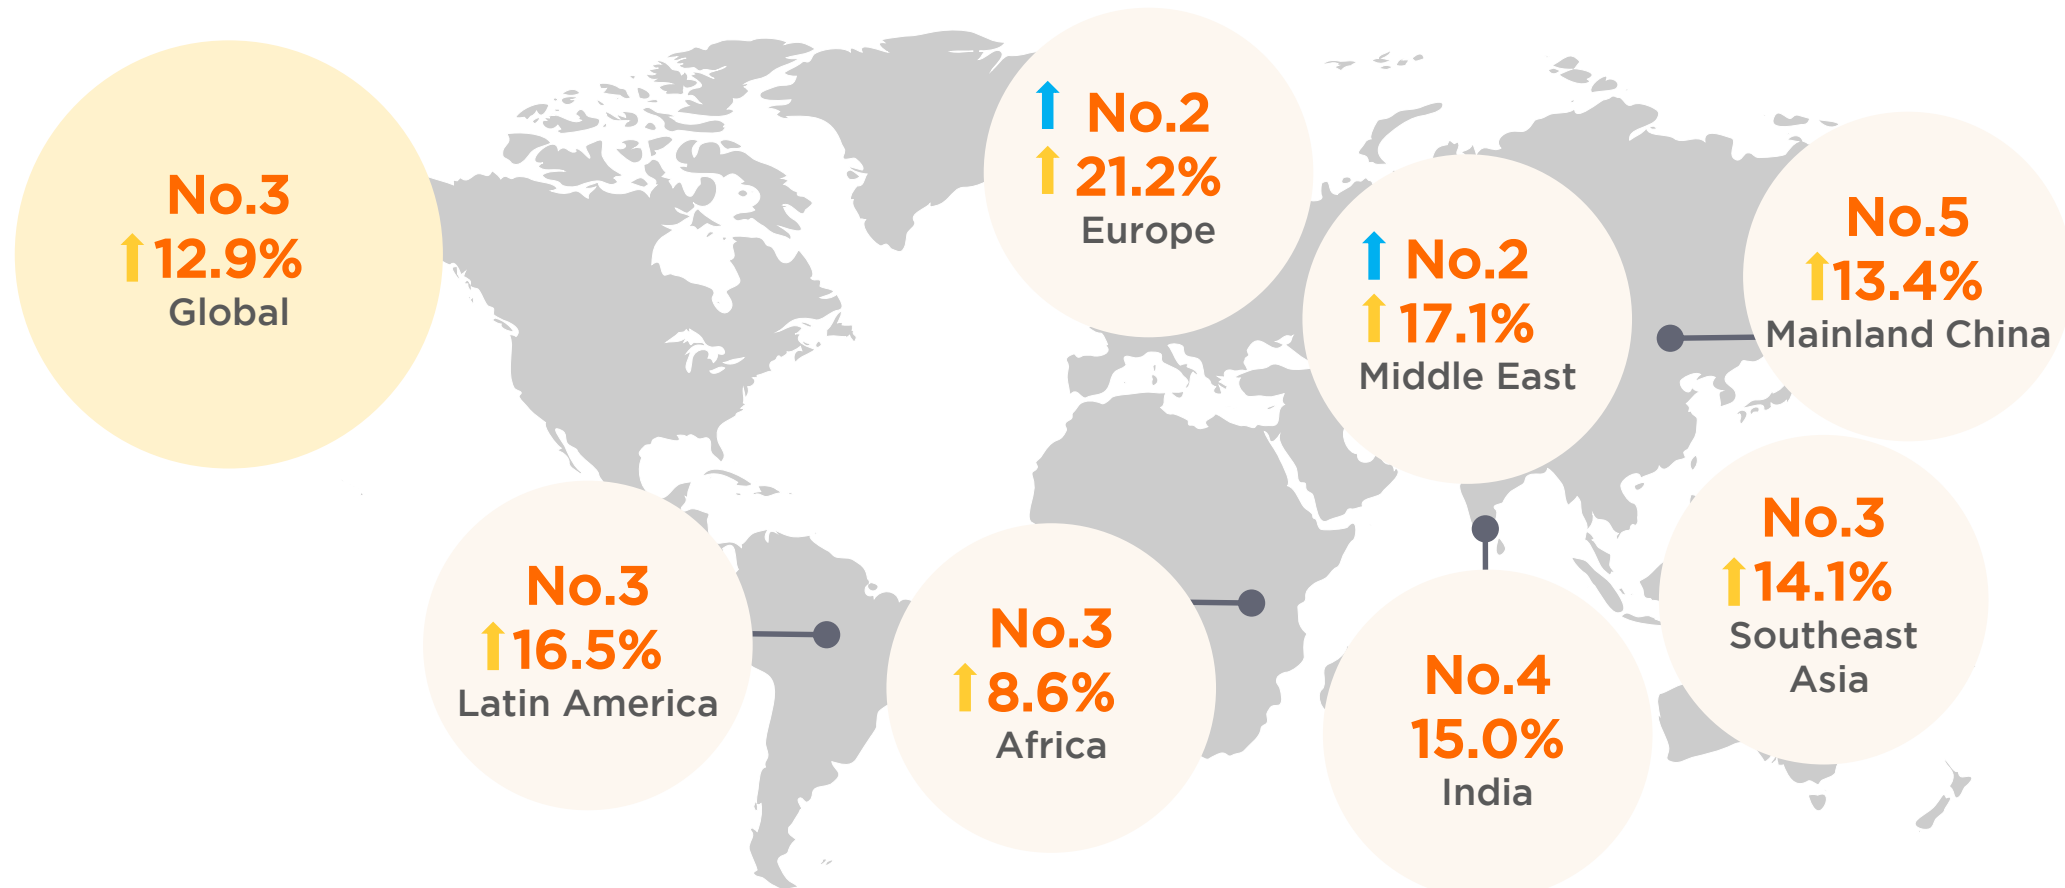 No.3
12.9%
Global
No.2
21.2%
Europe
No.2
17.1%
Middle East
No.5
13.4%
Mainland China
No.3
16.5%
Latin America
No.3
8.6%
Africa
No.4
15.0%
India
No.3
14.1%
Southeast
Asia